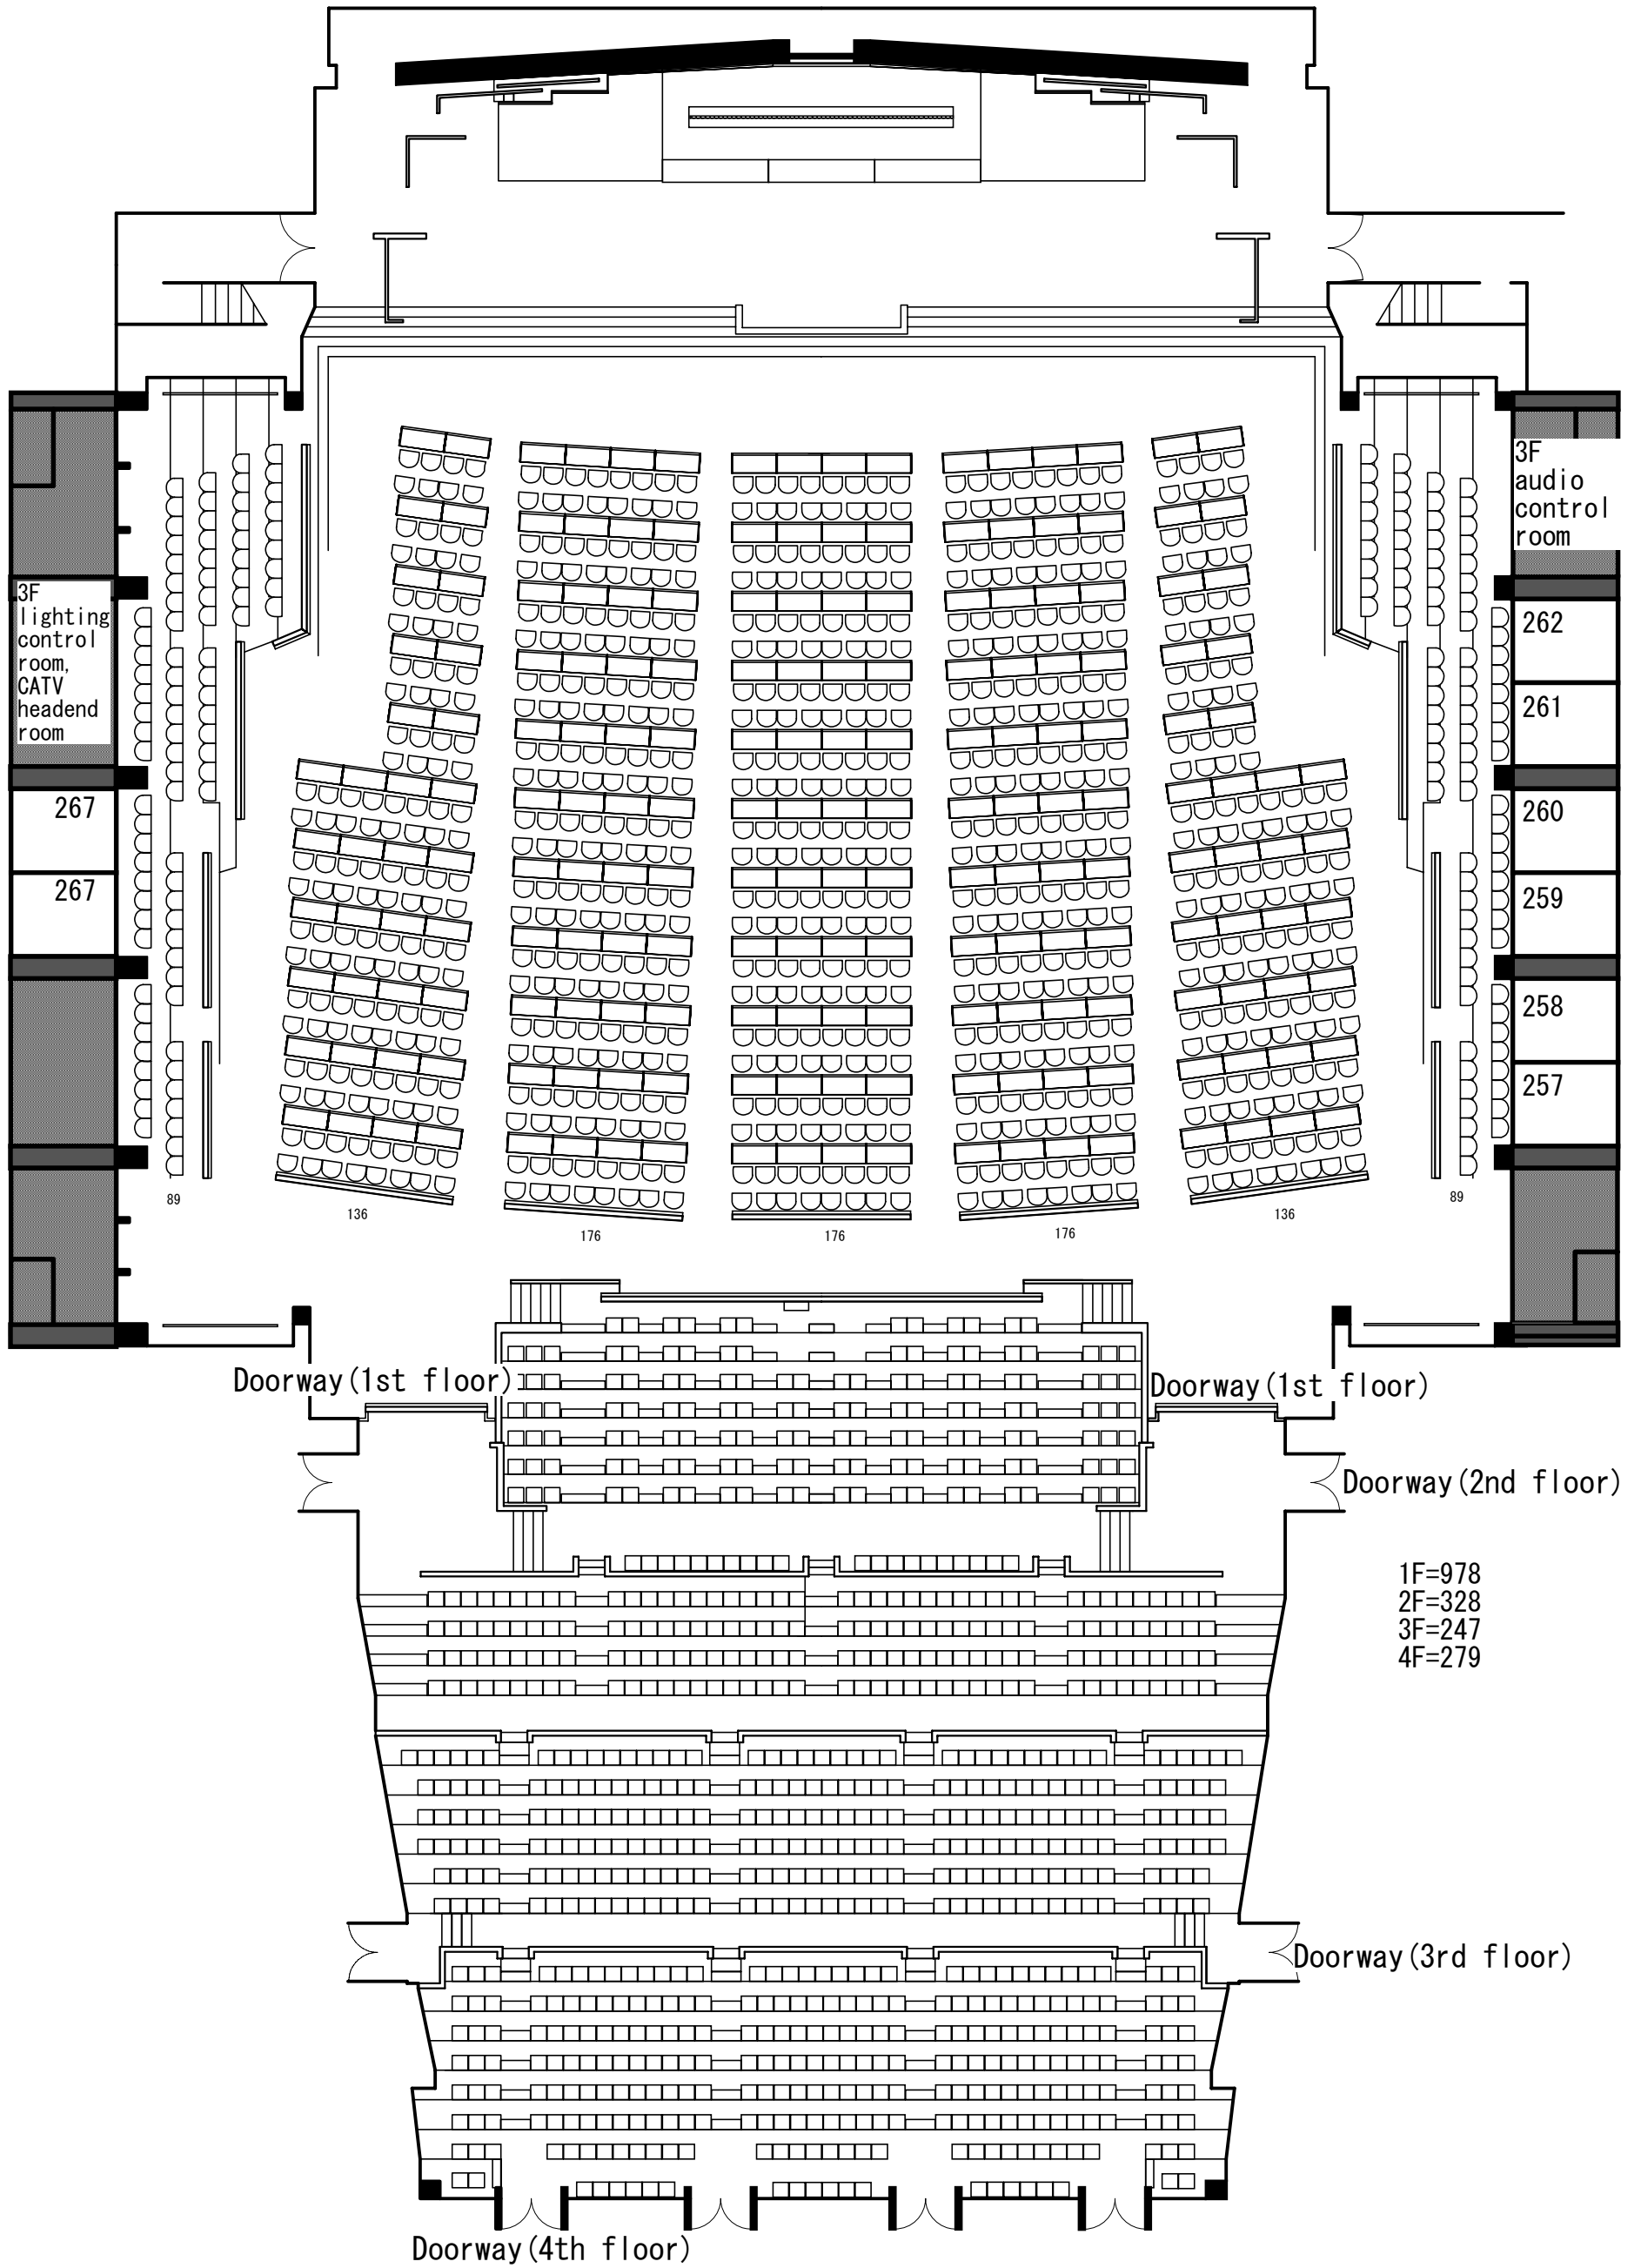 3F
audio
control
room
3F
lighting
control
room,
CATV
headend
room
262
261
267
260
267
259
258
257
89
136
176
176
176
136
89
Doorway(1st floor)
Doorway(1st floor)
Doorway(2nd floor)
1F=978
2F=328
3F=247
4F=279
Doorway(3rd floor)
Doorway(4th floor)